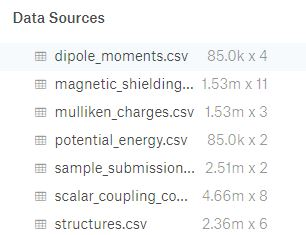 Data Sources
dipole_moments.csv 85.0k x 4
magnetic_shielding... 1.53m x 11
mulliken_charges.csv 1.53m x 3
potential_energy.csv 85.0k x 2
sample_submission... 2.51m x 2
scalar_coupling_co... 4.66m x 8
structures.csv 2.36m x 6